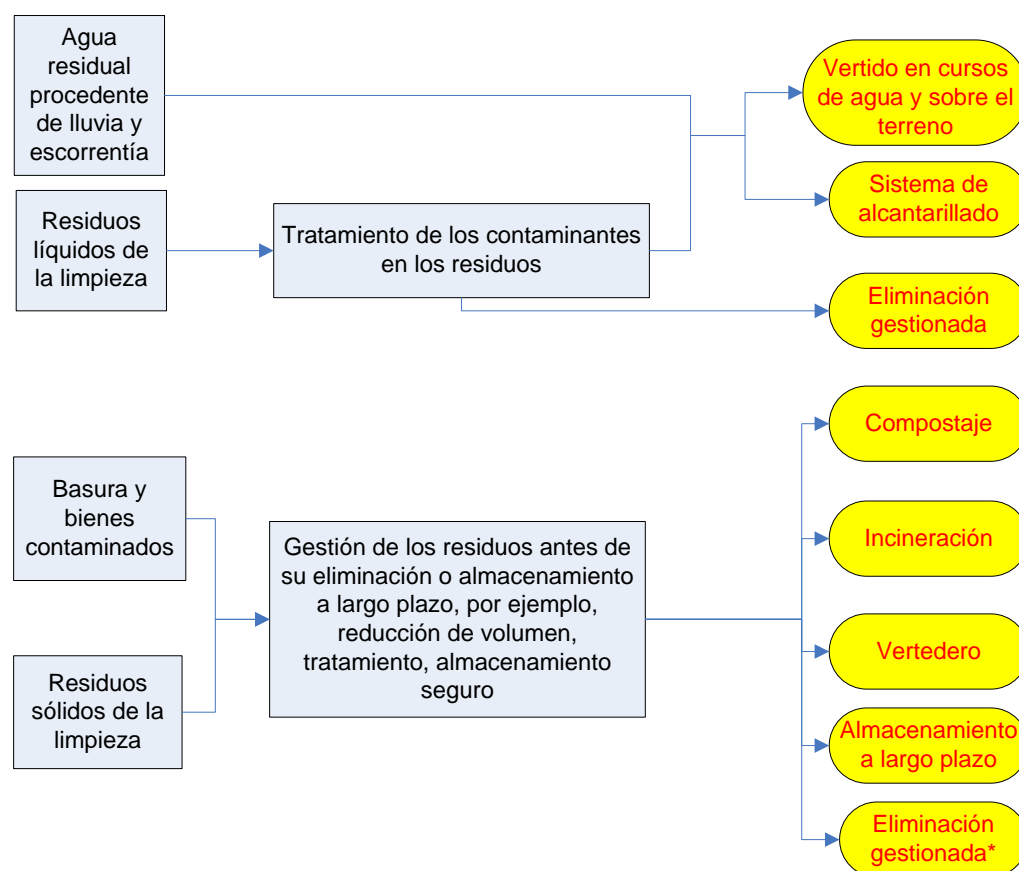 Agua
residual
procedente
de lluvia y
escorrentía
Vertido en cursos
de agua y sobre el
terreno
Sistema de
alcantarillado
Residuos
líquidos de
la limpieza
Tratamiento de los contaminantes
en los residuos
Eliminación
gestionada
Compostaje
Basura y
bienes
contaminados
Incineración
Gestión de los residuos antes de
su eliminación o almacenamiento
a largo plazo, por ejemplo,
reducción de volumen,
tratamiento, almacenamiento
seguro
Vertedero
Residuos
sólidos de la
limpieza
Almacenamiento
a largo plazo
Eliminación
gestionada*